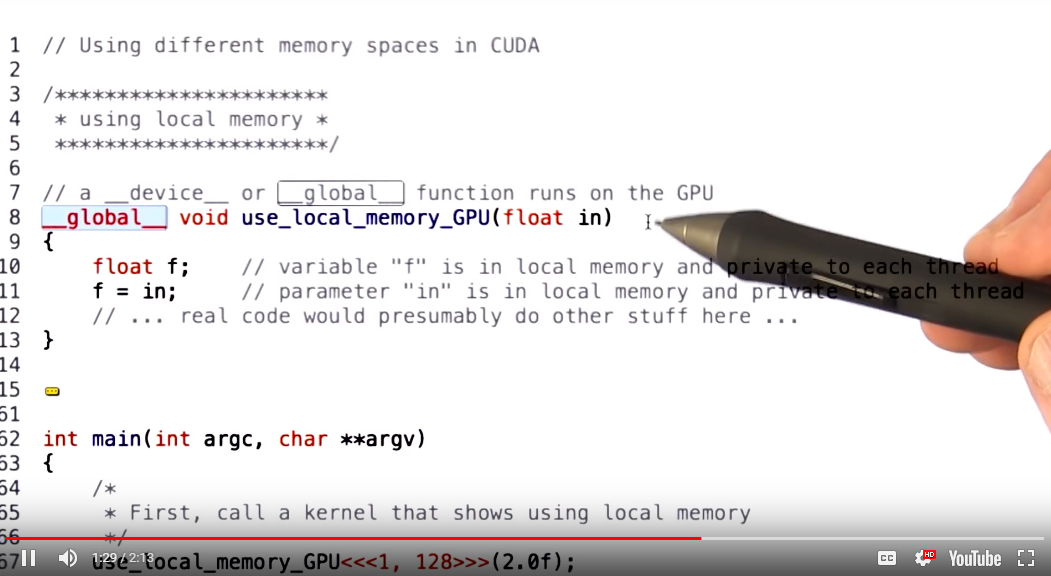 1 // Using different memory spaces in CUDA
2
3 /**********************
4 * using local memory *
5 **********************/
6
7 // a __device__ or __global__ function runs on the GPU
8 __global__ void use_local_memory_GPU(float in)
9 {
10 float f; // variable "f" is in local memory and private to each thread
11 f = in; // parameter "in" is in local memory and private to each thread
12 // ... real code would presumably do other stuff here ...
13 }
14
15
61
62 int main(int argc, char **argv)
63 {
64 /*
65 * First, call a kernel that shows using local memory
66 */
67 use_local_memory_GPU<<<1, 128>>>(2.0f);
1:29 / 2:13 CC HD YouTube